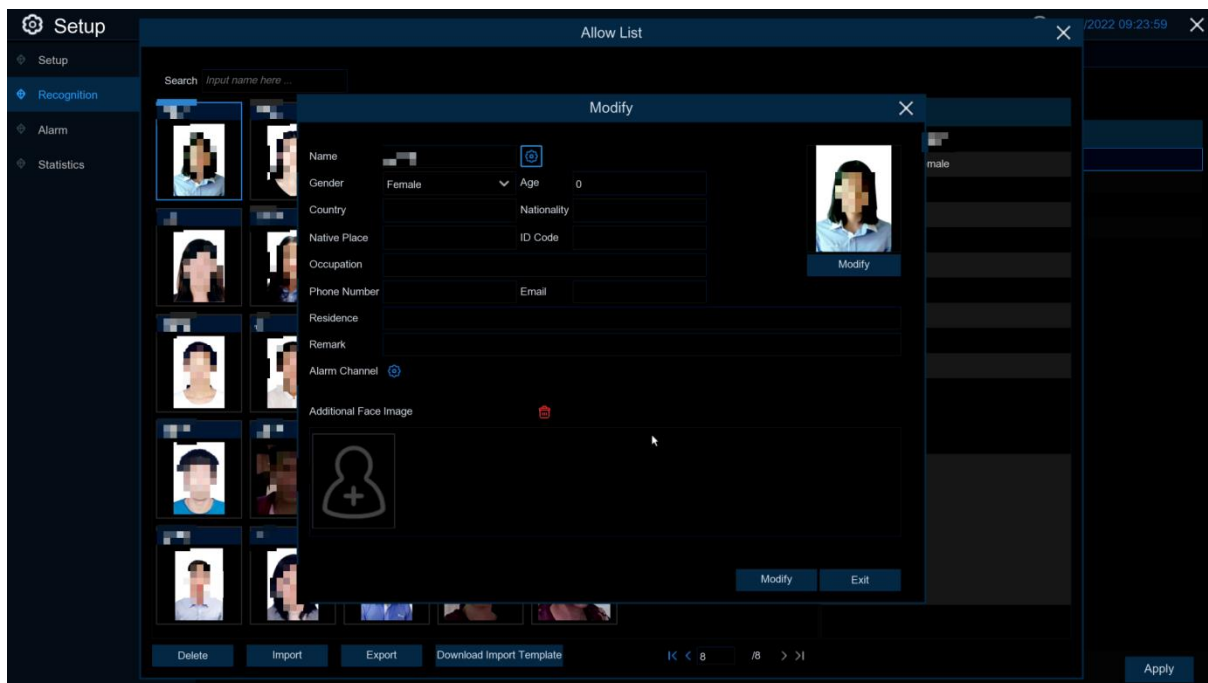 Setup
Allow List
/2022 09:23:59
Setup
Recognition
Alarm
Statistics
Search Input name here ...
Modify
Name
Gender Female Age 0
male
Country Nationality
Native Place ID Code
Occupation
Modify
Phone Number Email
Residence
Remark
Alarm Channel
Additional Face Image
Modify Exit
Delete Import Export Download Import Template 8 /8
Apply